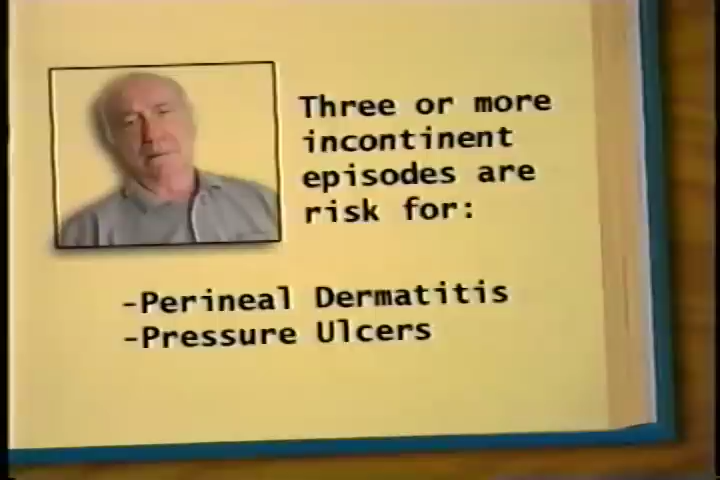 Three or more
incontinent
episodes are
risk for:
-Perineal Dermatitis
-Pressure Ulcers